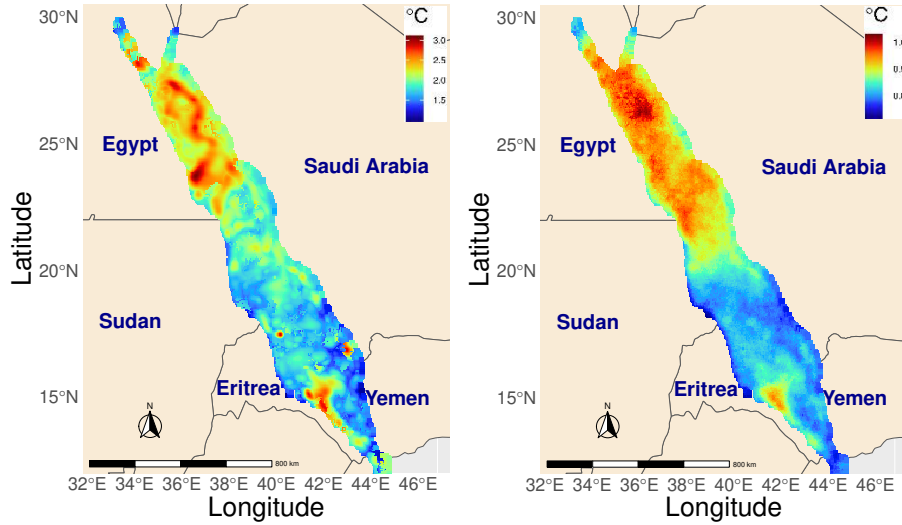 30°N
25°N
20°N
15°N
Latitude
°C
3.0
2.5
2.0
1.5
Egypt
Saudi Arabia
Sudan
Eritrea
Yemen
N
800 km
32°E 34°E 36°E 38°E 40°E 42°E 44°E 46°E
Longitude
30°N
25°N
20°N
15°N
Latitude
°C
Egypt
Saudi Arabia
Sudan
Eritrea
Yemen
N
800 km
32°E 34°E 36°E 38°E 40°E 42°E 44°E 46°E
Longitude